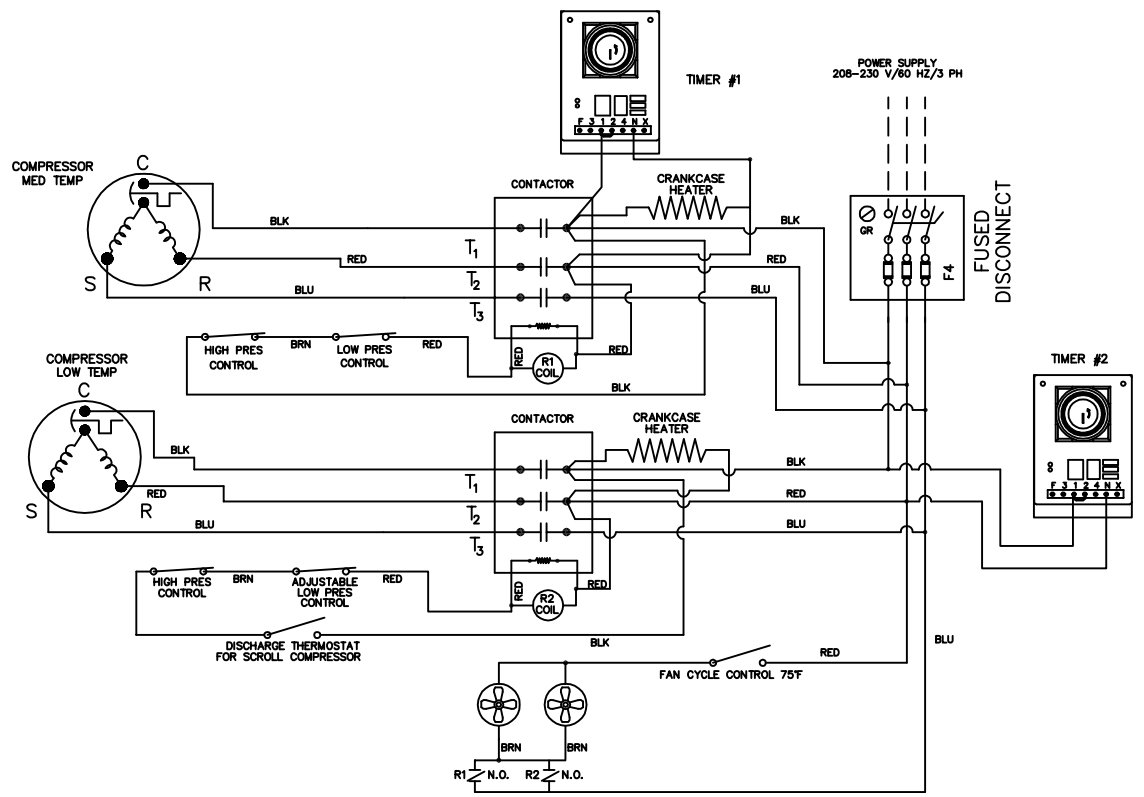 TIMER #1
F 3 1 2 4 N X
POWER SUPPLY
208-230 V/60 HZ/3 PH
COMPRESSOR
MED TEMP
C
S
R
BLK
RED
BLU
CONTACTOR
T1
T2
T3
CRANKCASE
HEATER
BLK
RED
BLU
GR
F4
FUSED
DISCONNECT
HIGH PRES
CONTROL
BRN
LOW PRES
CONTROL
RED
RED
R1
COIL
RED
BLK
TIMER #2
F 3 1 2 4 N X
COMPRESSOR
LOW TEMP
C
S
R
BLK
RED
BLU
CONTACTOR
T1
T2
T3
CRANKCASE
HEATER
BLK
RED
BLU
HIGH PRES
CONTROL
BRN
ADJUSTABLE
LOW PRES
CONTROL
RED
RED
R2
COIL
RED
DISCHARGE THERMOSTAT
FOR SCROLL COMPRESSOR
BLK
BLU
RED
FAN CYCLE CONTROL 75°F
BRN
BRN
R1 N.O.
R2 N.O.